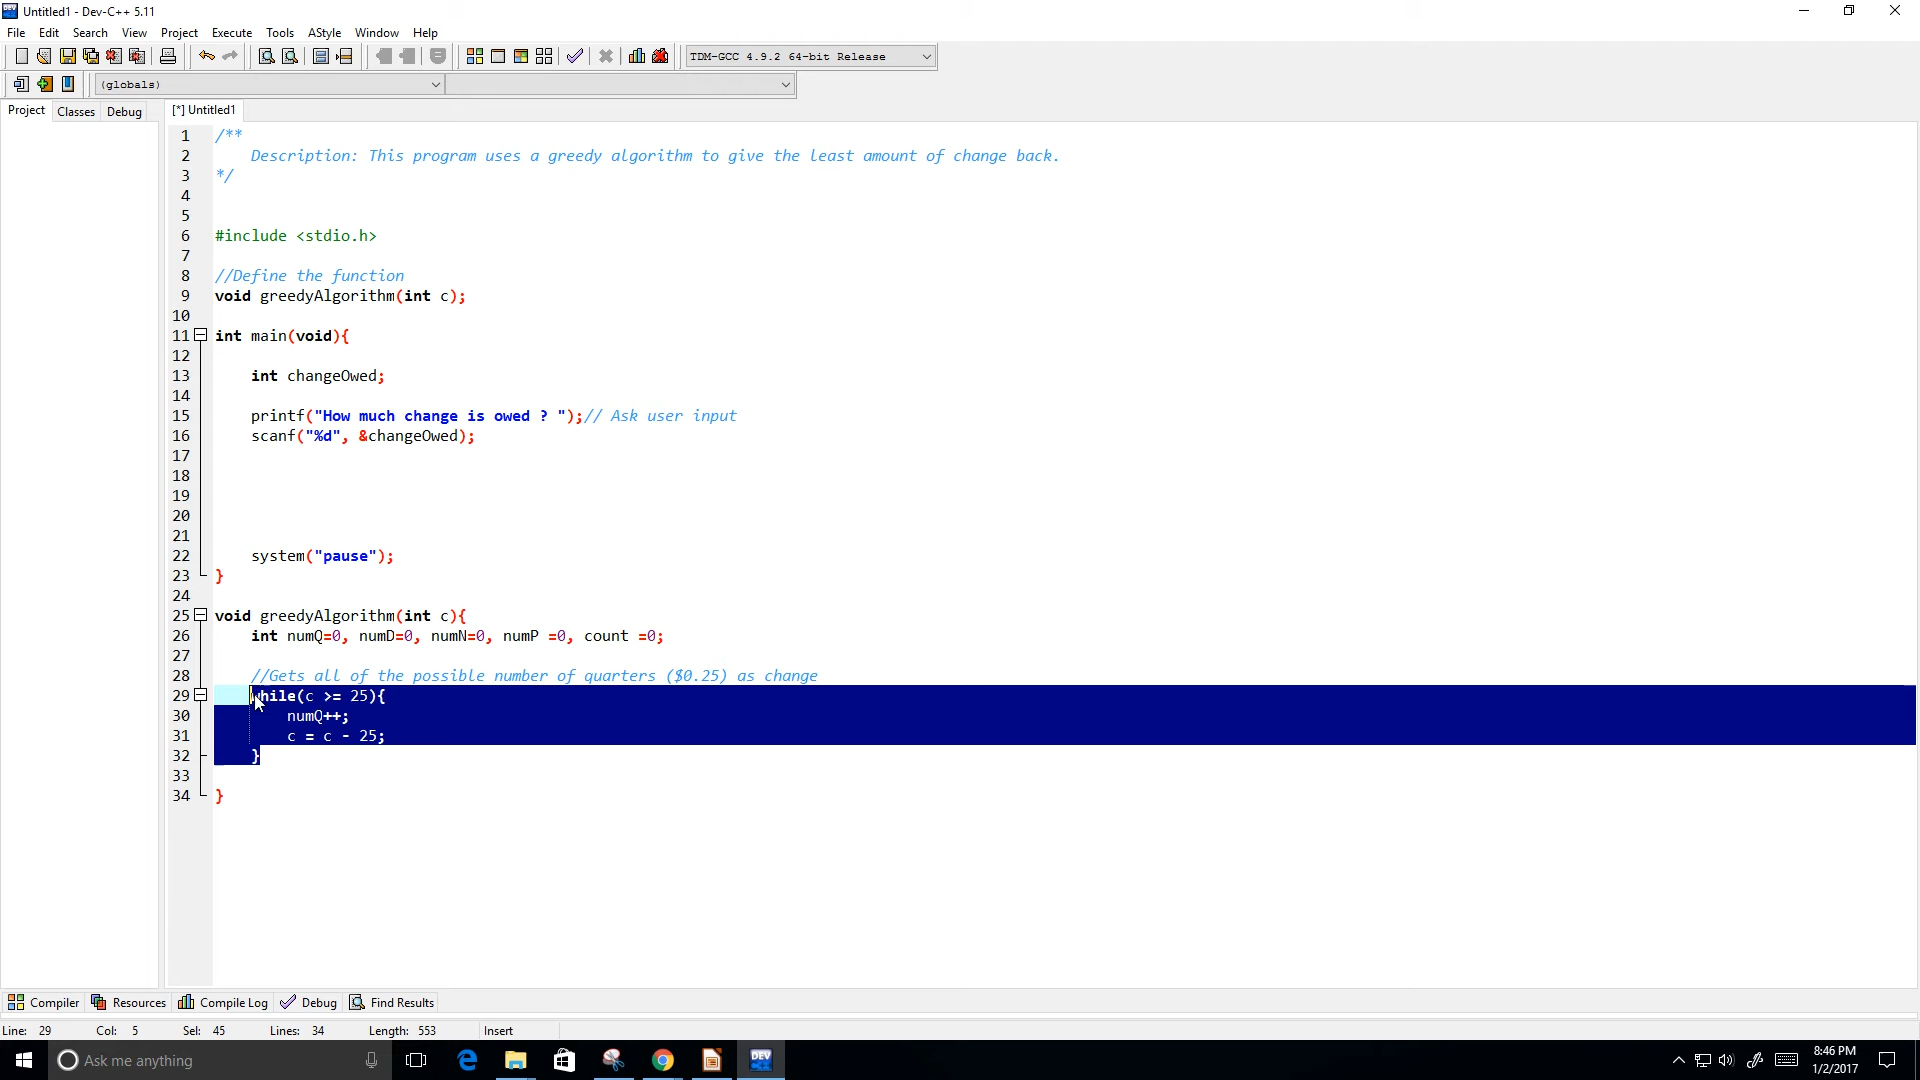 Untitled1 - Dev-C++ 5.11
File Edit Search View Project Execute Tools AStyle Window Help
TDM-GCC 4.9.2 64-bit Release
(globals)
Project Classes Debug [*] Untitled1
1 /**
2 Description: This program uses a greedy algorithm to give the least amount of change back.
3 */
4
5
6 #include <stdio.h>
7
8 //Define the function
9 void greedyAlgorithm(int c);
10
11 int main(void){
12
13 int changeOwed;
14
15 printf("How much change is owed ? ");// Ask user input
16 scanf("%d", &changeOwed);
17
18
19
20
21
22 system("pause");
23 }
24
25 void greedyAlgorithm(int c){
26 int numQ=0, numD=0, numN=0, numP =0, count =0;
27
28 //Gets all of the possible number of quarters ($0.25) as change
29 while(c >= 25){
30 numQ++;
31 c = c - 25;
32 }
33
34 }
Compiler Resources Compile Log Debug Find Results
Line: 29 Col: 5 Sel: 45 Lines: 34 Length: 553 Insert
Ask me anything
DEV
8:46 PM
1/2/2017